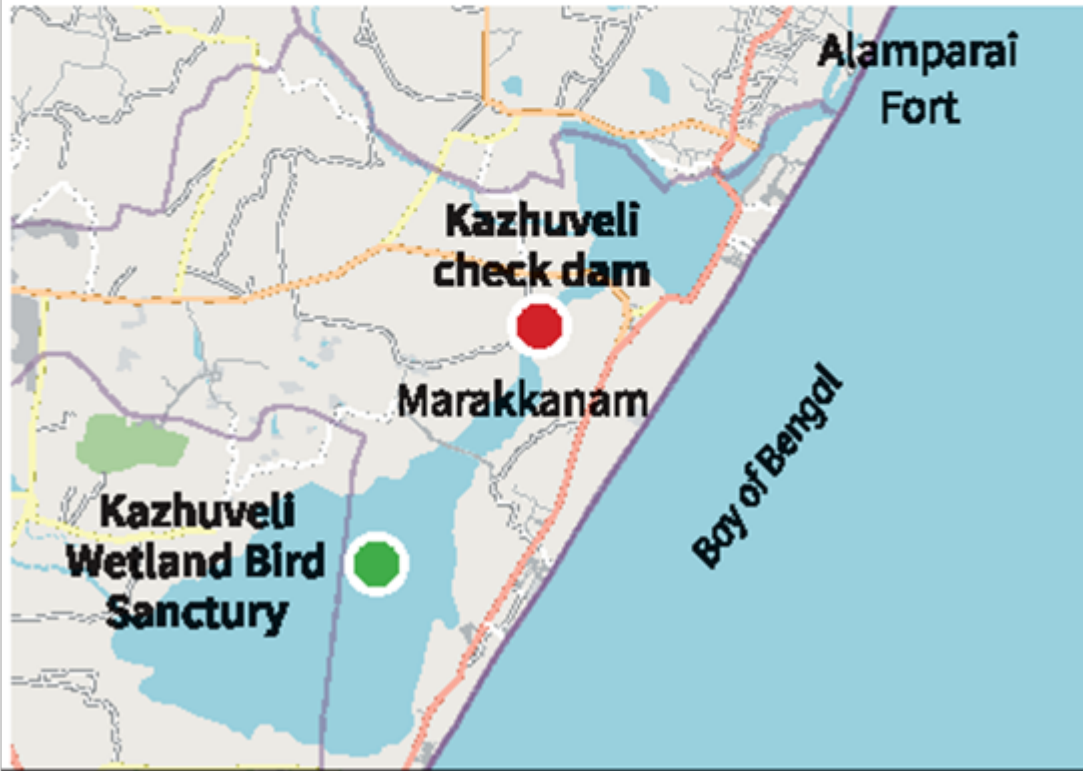 Alamparai
Fort
Kazhuveli
check dam
Marakkanam
Bay of Bengal
Kazhuveli
Wetland Bird
Sanctury